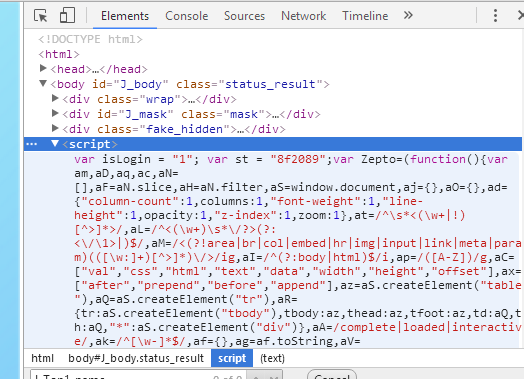 Elements Console Sources Network Timeline »
<!DOCTYPE html>
<html>
▶<head>…</head>
▼<body id="J_body" class="status_result">
▶<div class="wrap">…</div>
▶<div id="J_mask" class="mask">…</div>
▶<div class="fake_hidden">…</div>
… ▼<script>
var isLogin = "1"; var st = "8f2089";var Zepto=(function(){var
am,aD,aq,ac,aN=
[],aF=aN.slice,aH=aN.filter,aS=window.document,aj={},aO={},ad=
{"column-count":1,columns:1,"font-weight":1,"line-
height":1,opacity:1,"z-index":1,zoom:1},at=/^\s*<(\w+|!)
[^>]*>/,aL=/^<(\w+)\s*\/?>(?:
<\/\1>|)$/,aM=/<(?!area|br|col|embed|hr|img|input|link|meta|pa
ram)(([\w:]+)[^>]*)\/>/ig,aI=/^(?:body|html)$/i,ap=/([A-Z])/g,aC=
["val","css","html","text","data","width","height","offset"],ax=
["after","prepend","before","append"],az=aS.createElement("table
"),aQ=aS.createElement("tr"),aR=
{tr:aS.createElement("tbody"),tbody:az,thead:az,tfoot:az,td:aQ,t
h:aQ,"*":aS.createElement("div")},aA=/complete|loaded|interactiv
e/,ak=/^[\w-]*$/,af={},ag=af.toString,aV=
html body#J_body.status_result script (text)